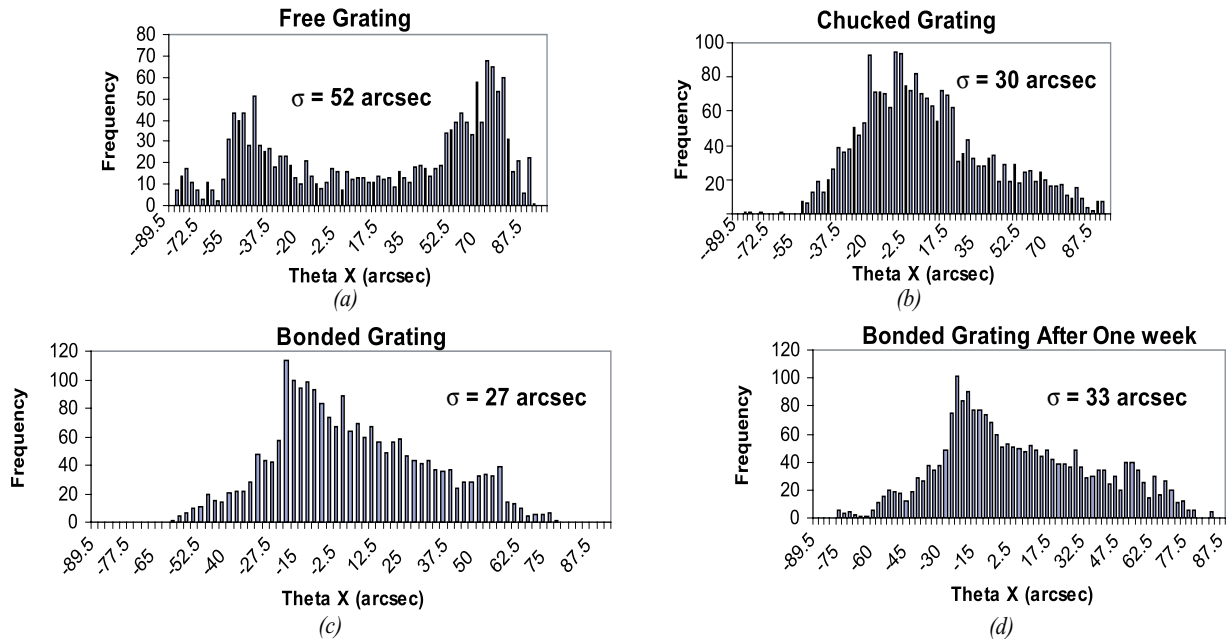 Free Grating
80
70
60
50
40
30
20
10
0
Frequency
σ = 52 arcsec
--89.5 -72.5 -55 -37.5 -20 -2.5 17.5 35 52.5 70 87.5
Theta X (arcsec)
(a)
Chucked Grating
100
80
60
40
20
Frequency
σ = 30 arcsec
--89.5 -72.5 -55 -37.5 -20 -2.5 17.5 35 52.5 70 87.5
Theta X (arcsec)
(b)
Bonded Grating
120
100
80
60
40
20
0
Frequency
σ = 27 arcsec
-89.5 -77.5 -65 -52.5 -40 -27.5 -15 -2.5 12.5 25 37.5 50 62.5 75 87.5
Theta X (arcsec)
(c)
Bonded Grating After One week
120
100
80
60
40
20
0
Frequency
σ = 33 arcsec
-89.5 -75 -60 -45 -30 -15 2.5 17.5 32.5 47.5 62.5 77.5 87.5
Theta X (arcsec)
(d)